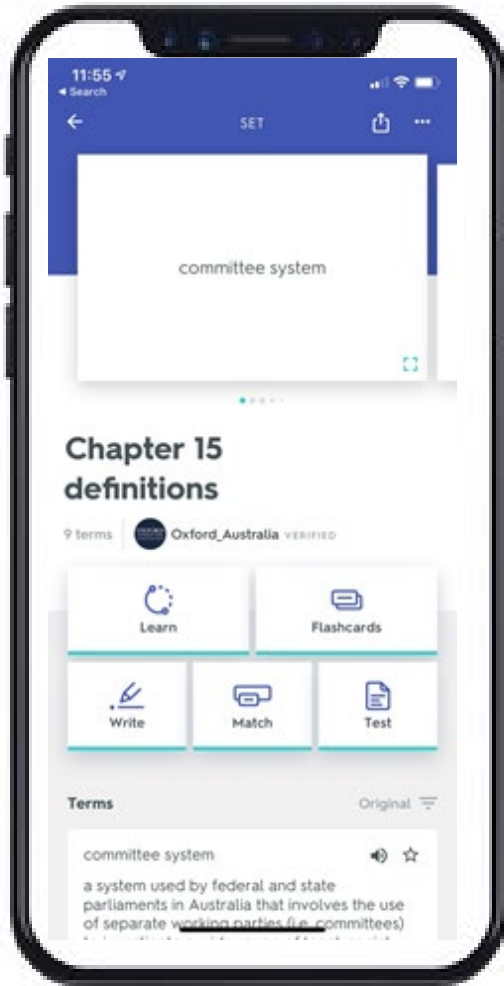 11:55
Search
SET
committee system
Chapter 15
definitions
9 terms
Oxford_Australia VERIFIED
Learn
Flashcards
Write
Match
Test
Terms
Original
committee system
a system used by federal and state
parliaments in Australia that involves the use
of separate working parties (i.e. committees)